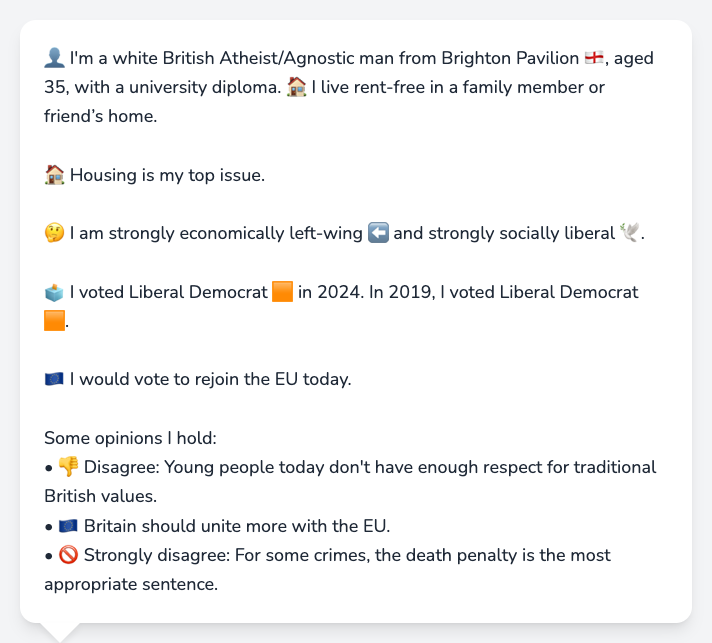 👤 I'm a white British Atheist/Agnostic man from Brighton Pavilion 🏴󠁧󠁢󠁥󠁮󠁧󠁿, aged
35, with a university diploma. 🏠 I live rent-free in a family member or
friend’s home.
🏠 Housing is my top issue.
🤔 I am strongly economically left-wing ⬅️ and strongly socially liberal 🕊️.
🗳️ I voted Liberal Democrat 🟧 in 2024. In 2019, I voted Liberal Democrat
🟧.
🇪🇺 I would vote to rejoin the EU today.
Some opinions I hold:
• 👎 Disagree: Young people today don't have enough respect for traditional
British values.
• 🇪🇺 Britain should unite more with the EU.
• 🚫 Strongly disagree: For some crimes, the death penalty is the most
appropriate sentence.